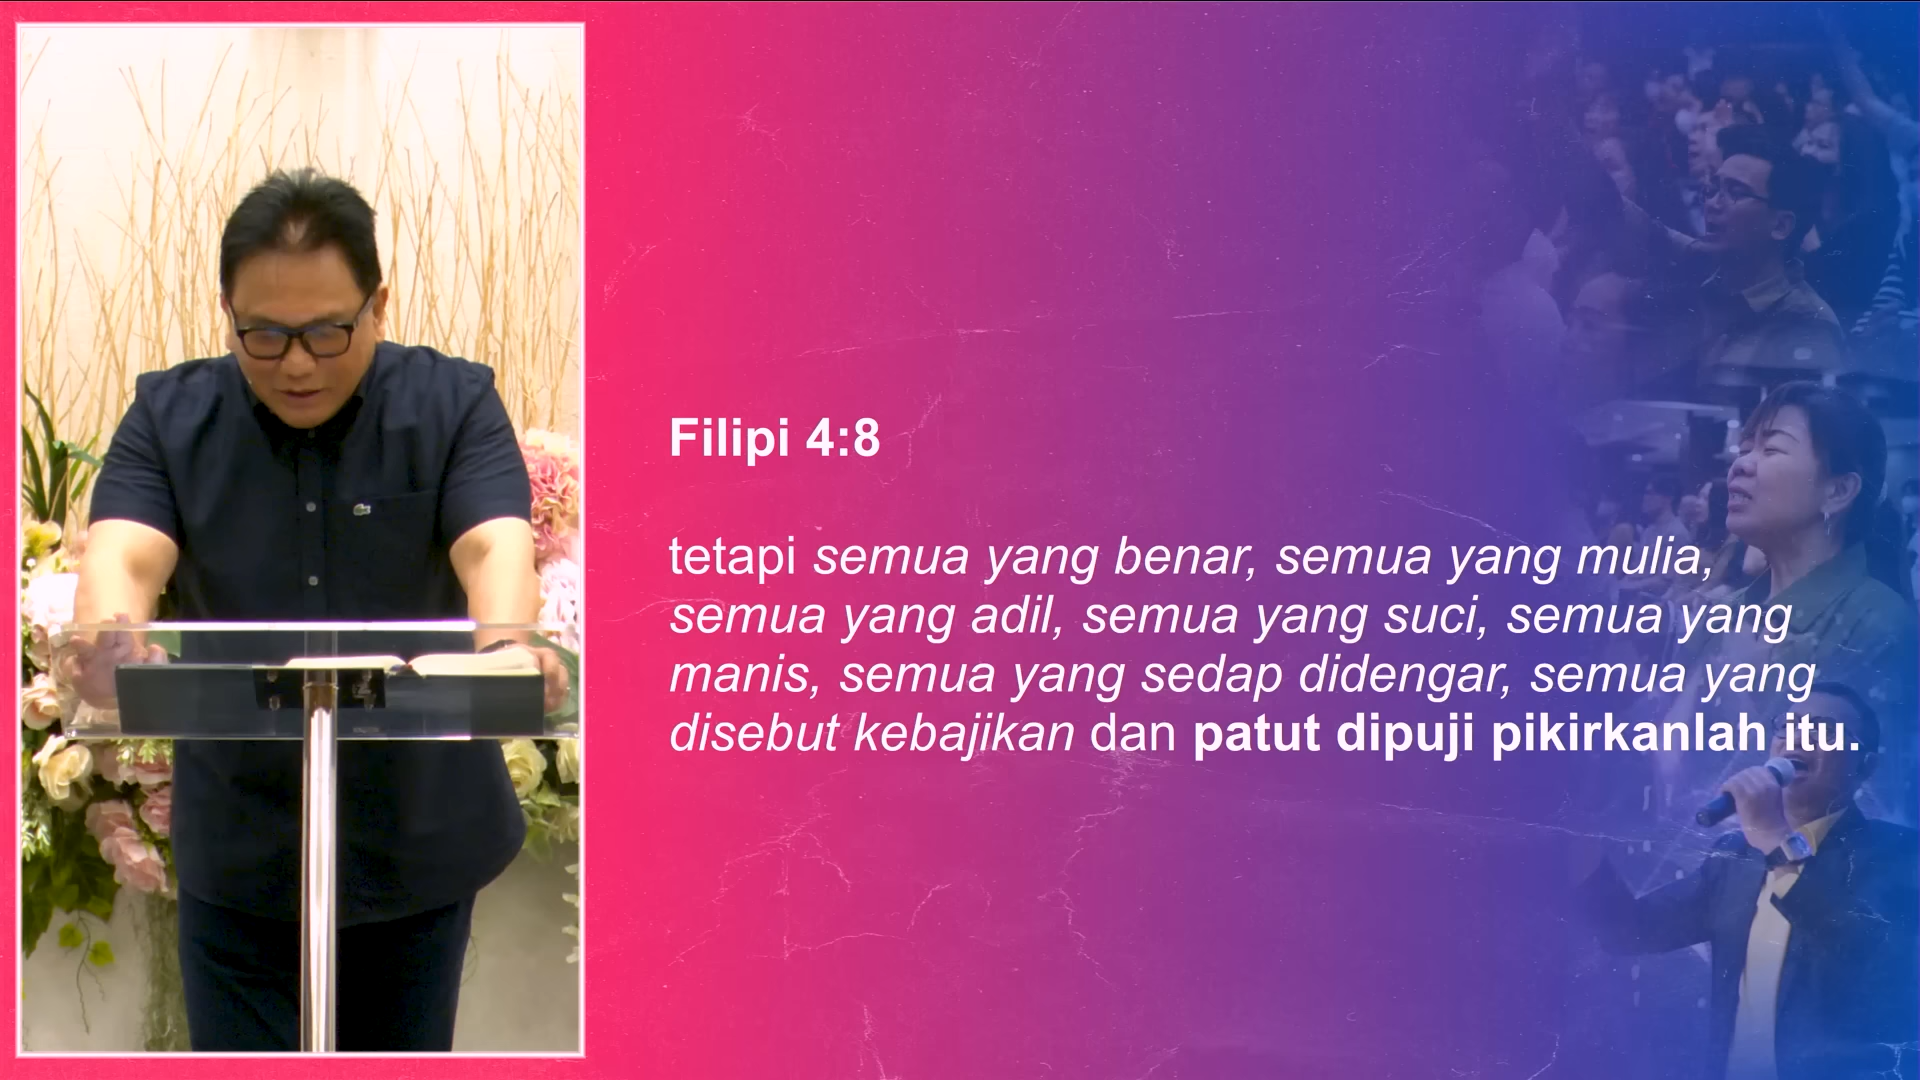 Filipi 4:8
tetapi semua yang benar, semua yang mulia,
semua yang adil, semua yang suci, semua yang
manis, semua yang sedap didengar, semua yang
disebut kebajikan dan patut dipuji pikirkanlah itu.